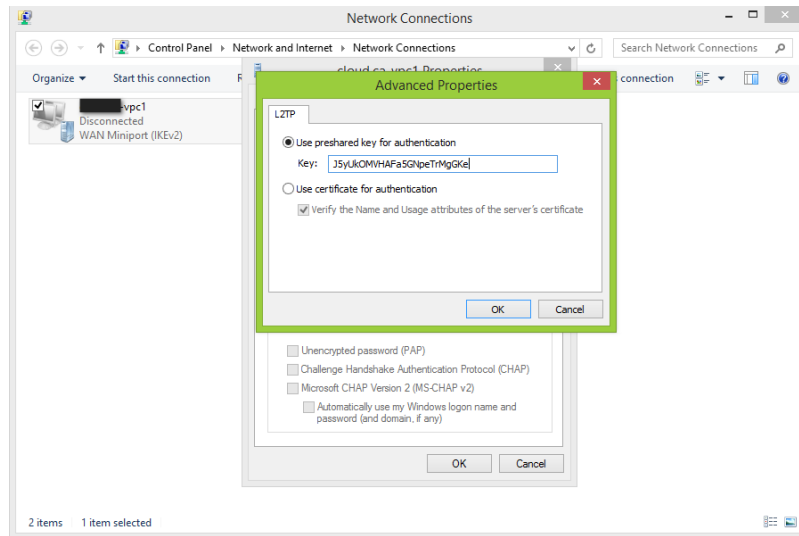 Network Connections
Control Panel Network and Internet Network Connections
Search Network Connections
Organize Start this connection connection
cloud.ca-vpc1 Properties
Advanced Properties
-vpc1
Disconnected
WAN Miniport (IKEv2)
L2TP
Use preshared key for authentication
Key: J5yUkOMVHAFa5GNpeTrMgGKe
Use certificate for authentication
Verify the Name and Usage attributes of the server's certificate
OK Cancel
Unencrypted password (PAP)
Challenge Handshake Authentication Protocol (CHAP)
Microsoft CHAP Version 2 (MS-CHAP v2)
Automatically use my Windows logon name and
password (and domain, if any)
OK Cancel
2 items 1 item selected